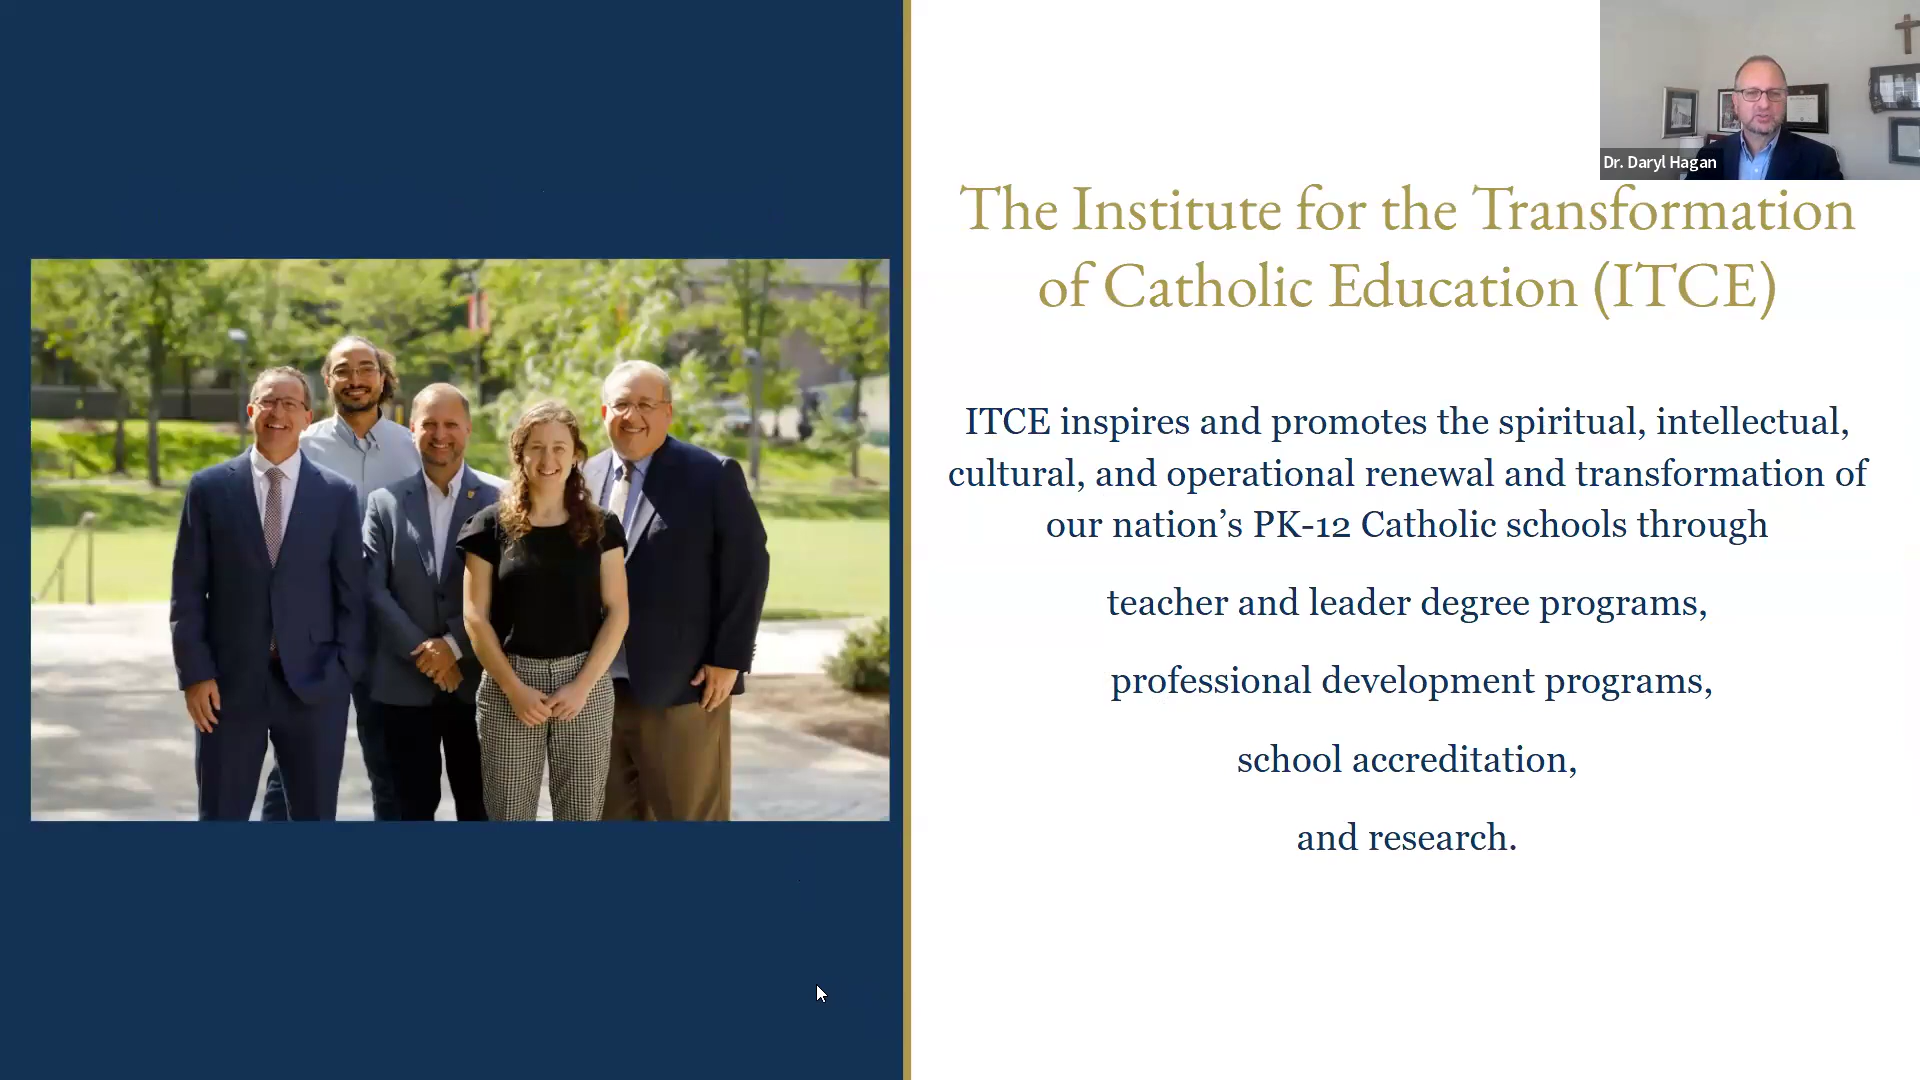 Dr. Daryl Hagan
The Institute for the Transformation
of Catholic Education (ITCE)
ITCE inspires and promotes the spiritual, intellectual,
cultural, and operational renewal and transformation of
our nation’s PK-12 Catholic schools through
teacher and leader degree programs,
professional development programs,
school accreditation,
and research.